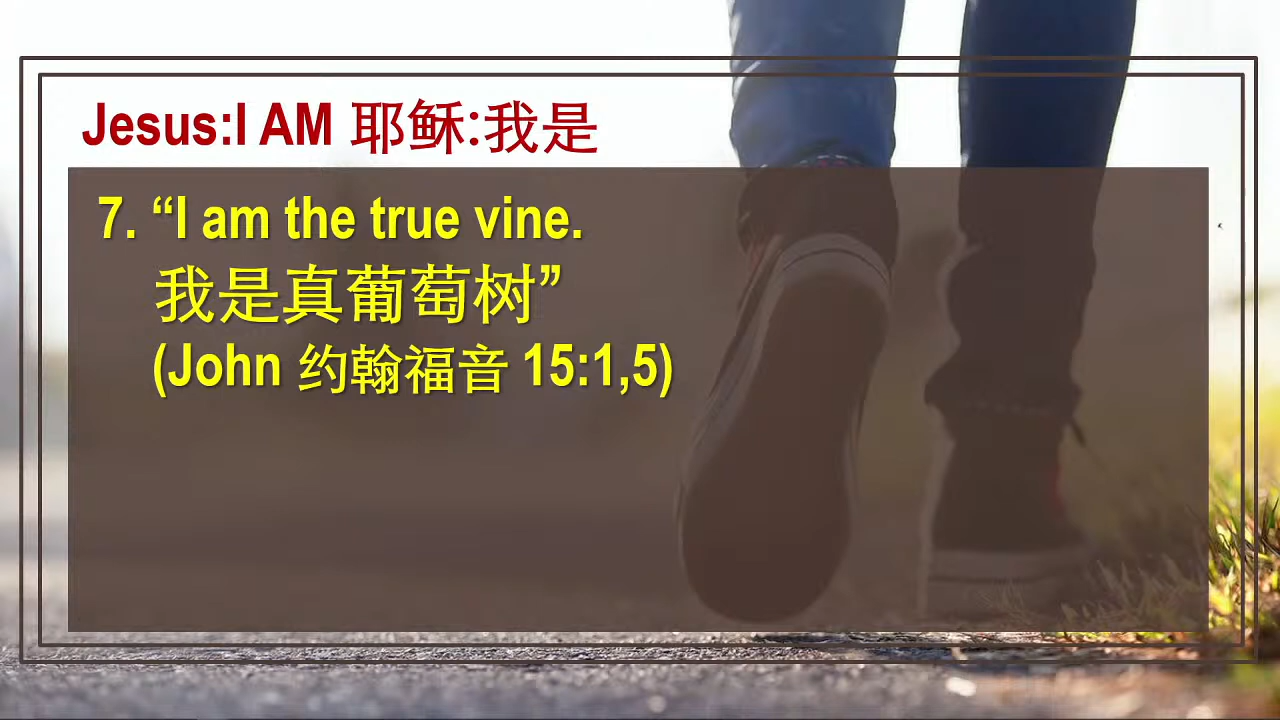 Jesus:I AM 耶稣:我是
7. “I am the true vine.
我是真葡萄树”
(John 约翰福音 15:1,5)